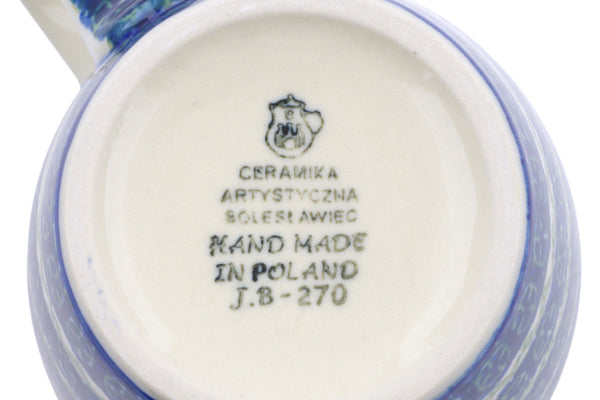 CERAMIKA
ARTYSTYCZNA
BOLESŁAWIEC
HAND MADE
IN POLAND
J.B-270